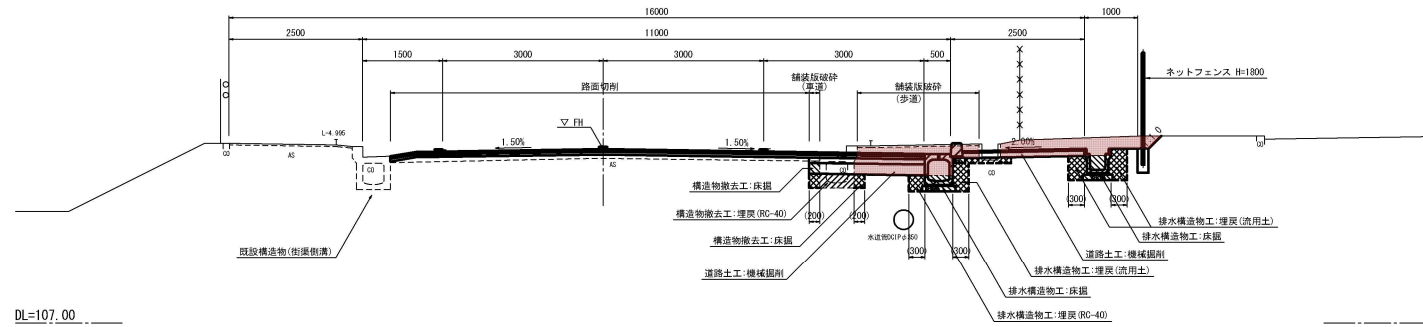 16000
1000
2500
11000
2500
1500
3000
3000
3000
500
舗装版破砕
(車道)
舗装版破砕
(歩道)
路面切削
ネットフェンス H=1800
▽ FH
L=4.995
1.50%
1.50%
2.00%
CO
AS
CO
AS
CO
CO
CO
構造物撤去工:床掘
構造物撤去工:埋戻(RC-40)
構造物撤去工:床掘
道路土工:機械掘削
(200)
(200)
水道管DCIPφ350
(300)
(300)
(300)
(300)
既設構造物(街渠側溝)
排水構造物工:埋戻(流用土)
排水構造物工:床掘
道路土工:機械掘削
排水構造物工:埋戻(流用土)
排水構造物工:床掘
排水構造物工:埋戻(RC-40)
DL=107.00